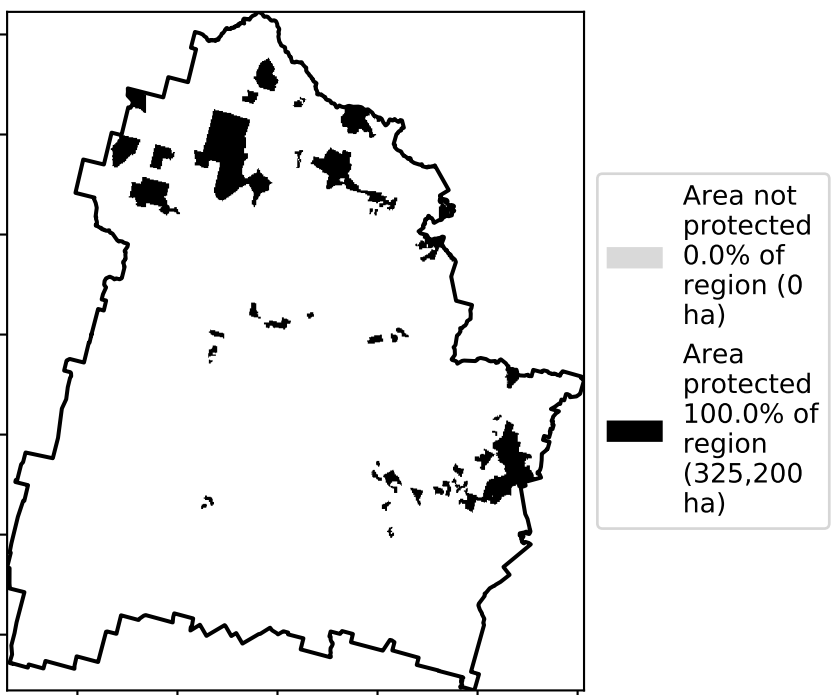 Area not
protected
0.0% of
region (0
ha)
Area
protected
100.0% of
region
(325,200
ha)